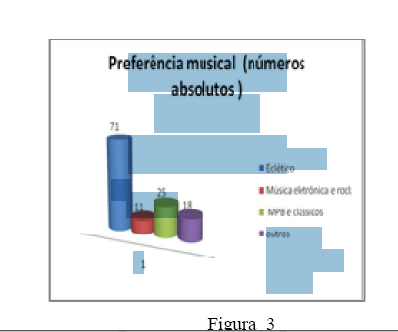 Preferência musical (números
absolutos )
71
11
25
18
Eclético
Música eletrônica e rock
MPB e clássicos
outros
1
Figura 3